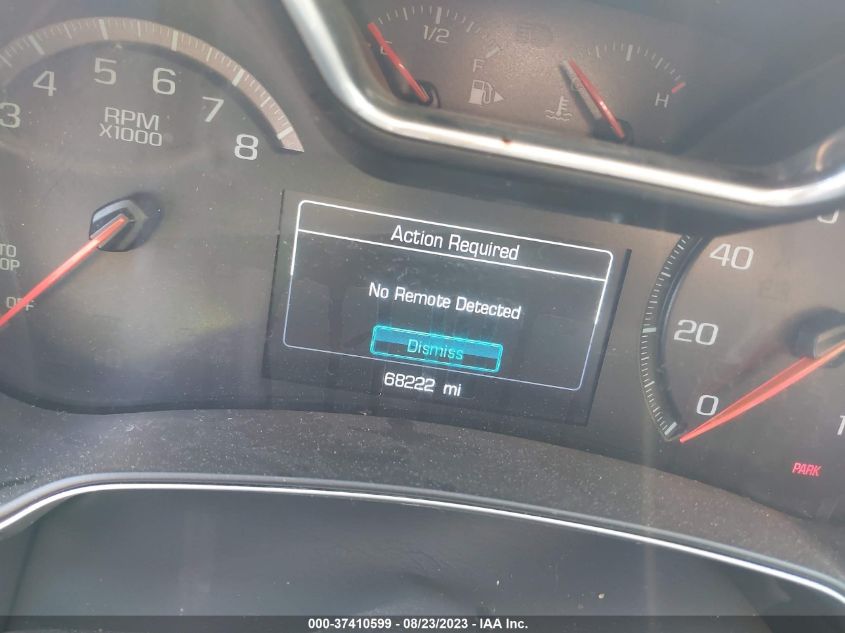 1/2
E
F
H
3
4
5
6
7
8
RPM
X1000
OFF
Action Required
No Remote Detected
Dismiss
68222 mi
40
20
0
PARK
000-37410599 / 08/23/2023 - IAA Inc.